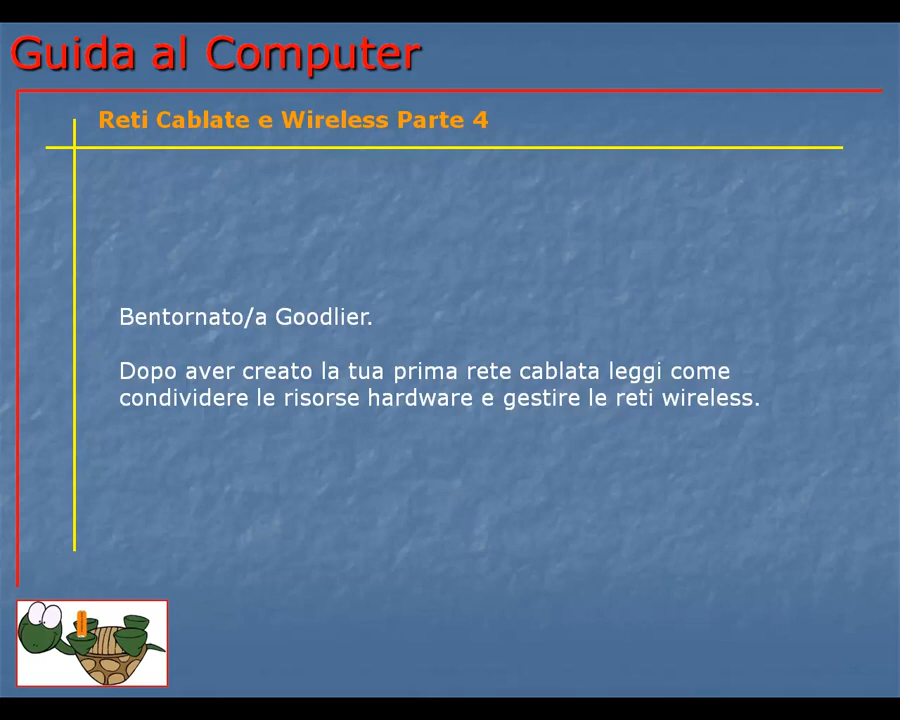 Guida al Computer
Reti Cablate e Wireless Parte 4
Bentornato/a Goodlier.
Dopo aver creato la tua prima rete cablata leggi come
condividere le risorse hardware e gestire le reti wireless.